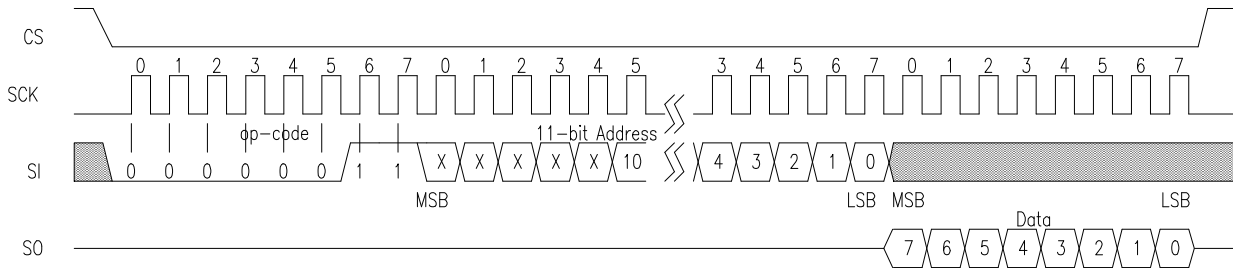 CS
0 1 2 3 4 5 6 7 0 1 2 3 4 5 3 4 5 6 7 0 1 2 3 4 5 6 7
SCK
op-code 11-bit Address
SI 0 0 0 0 0 0 1 1 X X X X X 10 4 3 2 1 0
MSB LSB MSB LSB
Data
SO 7 6 5 4 3 2 1 0